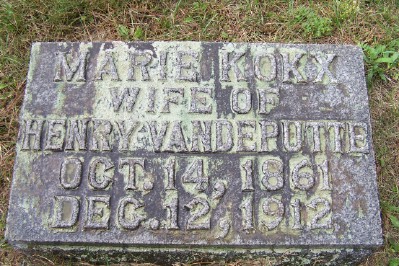 MARIE KOKX
WIFE OF
HENRY VANDEPUTTE
OCT. 14, 1861
DEC. 12, 1912